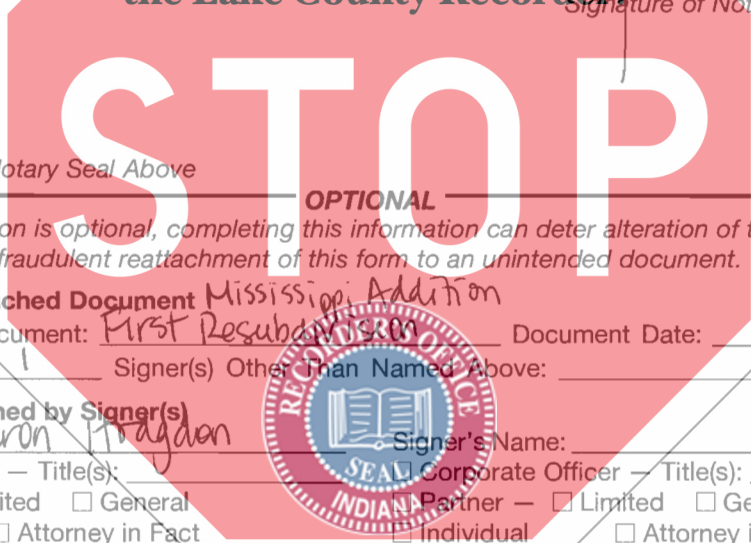 the Lake County Recorder!
Signature of Not
STOP
Notary Seal Above
OPTIONAL
on is optional, completing this information can deter alteration of t
fraudulent reattachment of this form to an unintended document.
ched Document Mississippi Addition
cument: First Resubdivision Document Date:
1 Signer(s) Other Than Named Above:
ned by Signer(s)
Signer's Name:
— Title(s): ☐ Corporate Officer — Title(s):
ited ☐ General ☐ Partner — ☐ Limited ☐ Ge
☐ Attorney in Fact ☐ Individual ☐ Attorney i
RECORDER'S OFFICE
SEAL
INDIANA